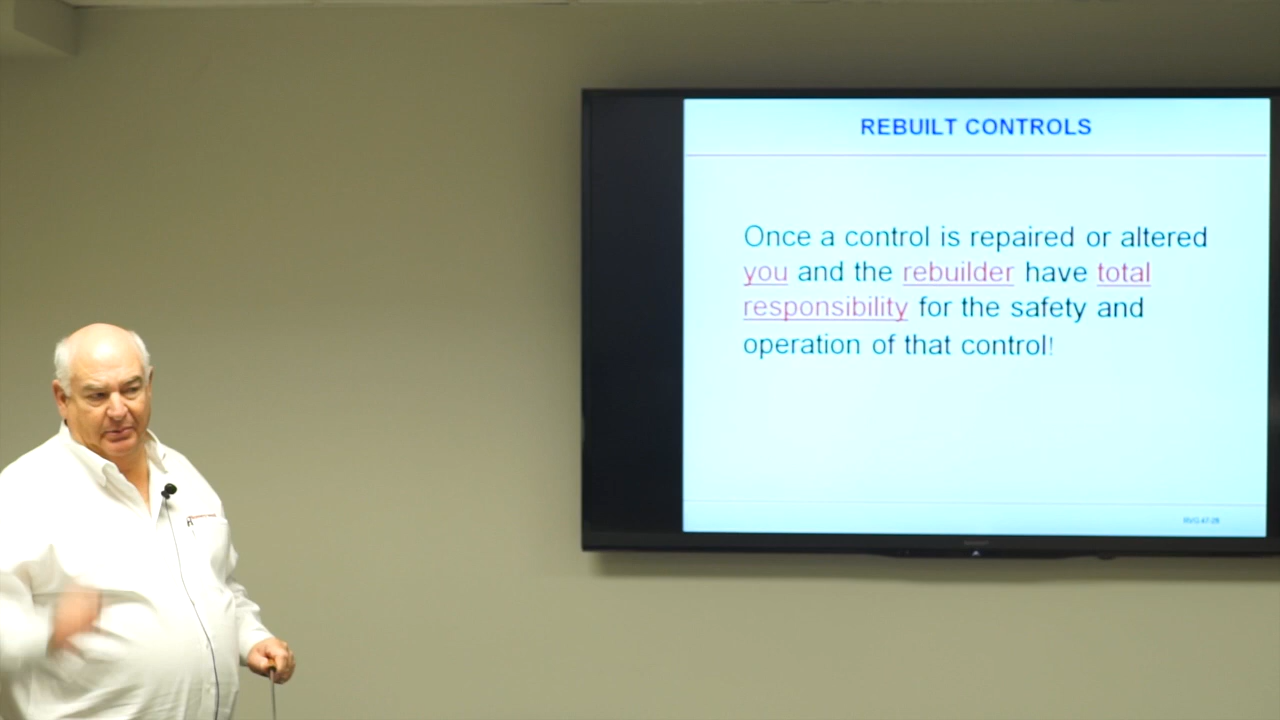 REBUILT CONTROLS
Once a control is repaired or altered
you and the rebuilder have total
responsibility for the safety and
operation of that control!